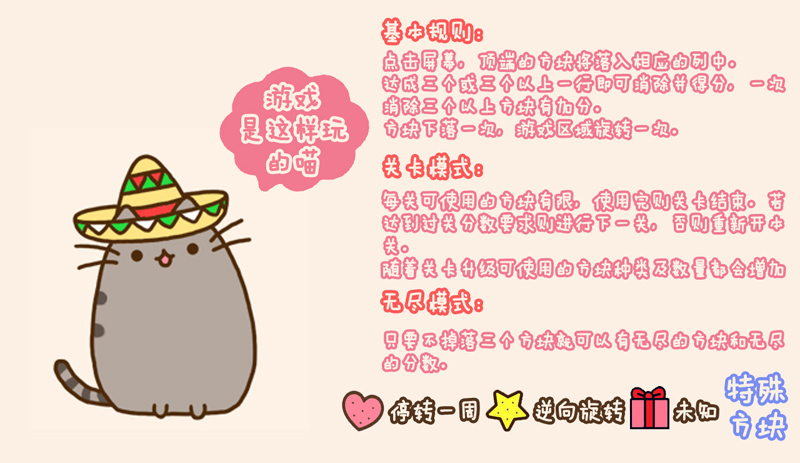 游戏
是这样玩
的喵
基本规则:
点击屏幕，顶端的方块将落入相应的列中。
达成三个或三个以上一行即可消除并得分，一次
消除三个以上方块有加分。
方块下落一次，游戏区域旋转一次。
关卡模式:
每关可使用的方块有限，使用完则关卡结束。若
达到过关分数要求则进行下一关，否则重新开本
关。
随着关卡升级可使用的方块种类及数量都会增加
无尽模式:
只要不掉落三个方块就可以有无尽的方块和无尽
的分数。
停转一周 逆向旋转 未知
特殊
方块